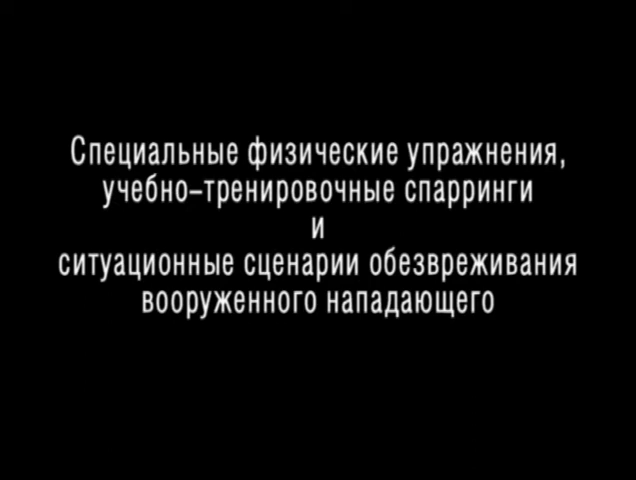 Специальные физические упражнения,
учебно-тренировочные спарринги
и
ситуационные сценарии обезвреживания
вооруженного нападающего